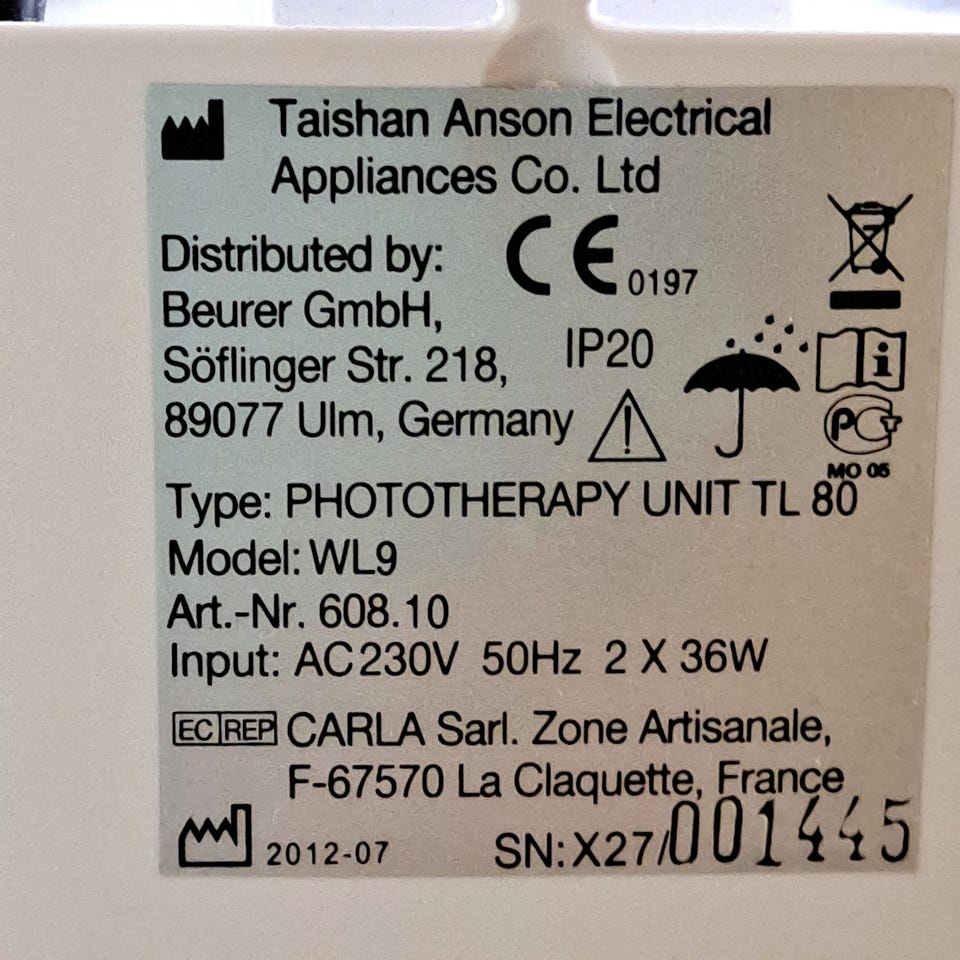 Taishan Anson Electrical
Appliances Co. Ltd
Distributed by:
CE 0197
Beurer GmbH,
IP20
Söflinger Str. 218,
89077 Ulm, Germany
i
PCT
MO 05
Type: PHOTOTHERAPY UNIT TL 80
Model: WL9
Art.-Nr. 608.10
Input: AC230V 50Hz 2 X 36W
EC REP CARLA Sarl. Zone Artisanale,
F-67570 La Claquette, France
2012-07 SN:X27/001445